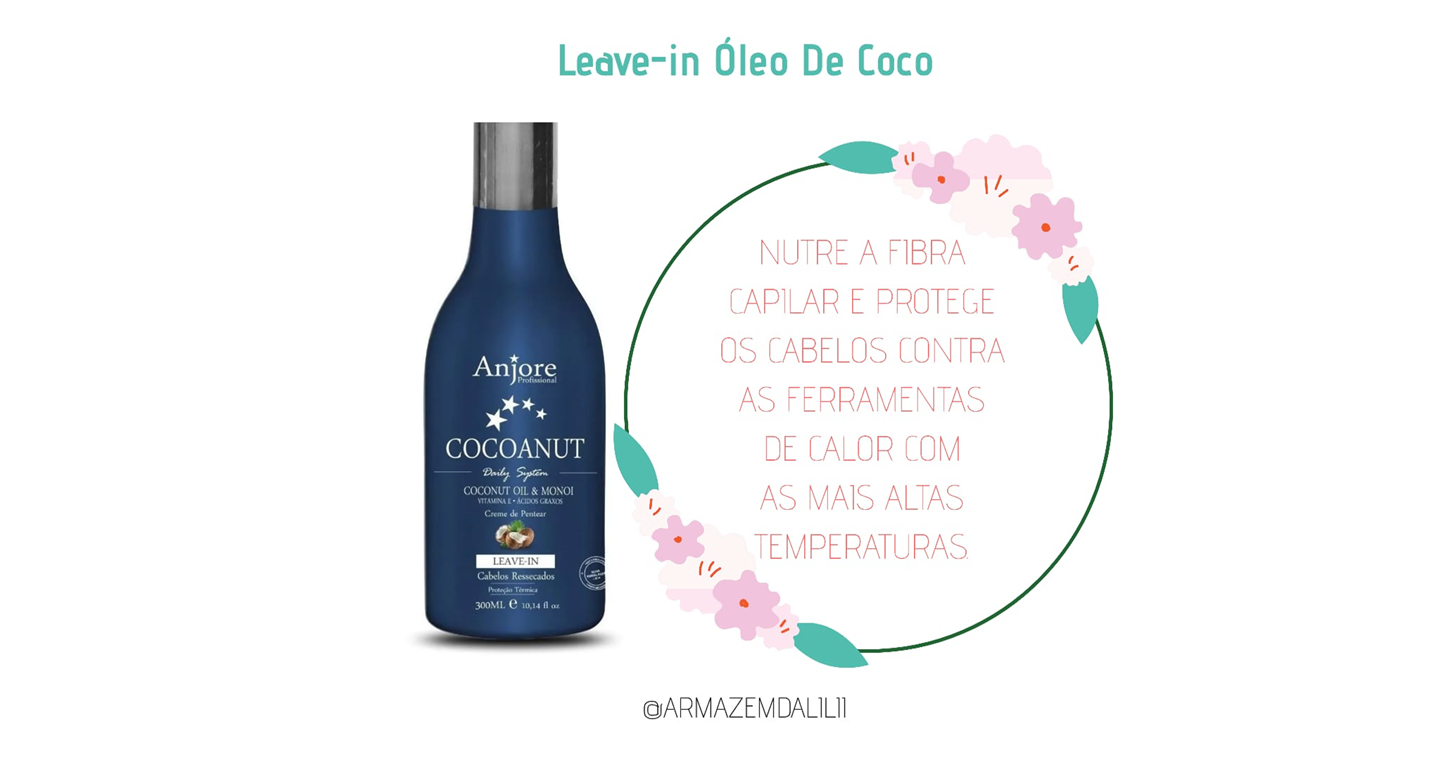 Leave-in Óleo De Coco
Anjore
Profissional
COCOANUT
Daily System
COCONUT OIL & MONOI
VITAMINA E • ÁCIDOS GRAXOS
Creme de Pentear
LEAVE-IN
Cabelos Ressecados
Proteção Térmica
300ML e 10,14 fl oz
NUTRE A FIBRA
CAPILAR E PROTEGE
OS CABELOS CONTRA
AS FERRAMENTAS
DE CALOR COM
AS MAIS ALTAS
TEMPERATURAS.
@ARMAZEMDALILII